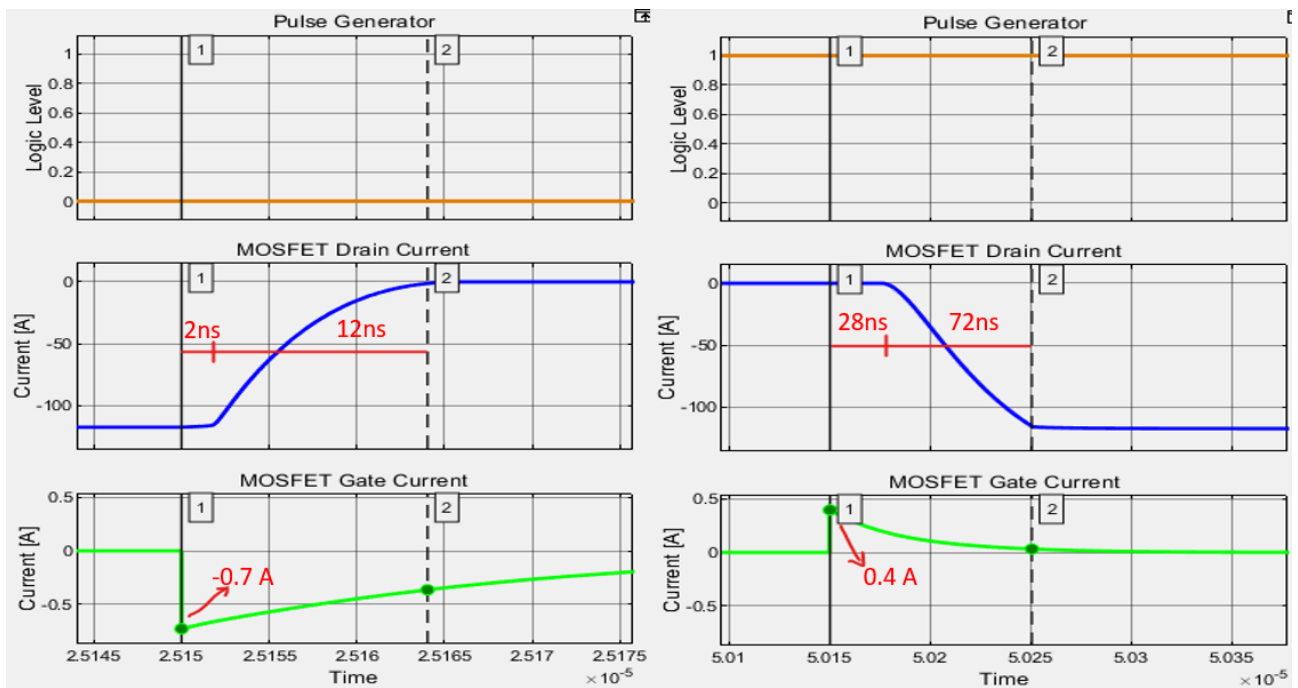 Pulse Generator
1
0.8
0.6
0.4
0.2
0
Logic Level
1
2
MOSFET Drain Current
0
-50
-100
Current [A]
1
2
2ns
12ns
MOSFET Gate Current
0.5
0
-0.5
Current [A]
1
2
-0.7 A
2.5145
2.515
2.5155
2.516
2.5165
2.517
2.5175
Time
×10⁻⁵
Pulse Generator
1
0.8
0.6
0.4
0.2
0
Logic Level
1
2
MOSFET Drain Current
0
-50
-100
Current [A]
1
2
28ns
72ns
MOSFET Gate Current
0.5
0
-0.5
Current [A]
1
2
0.4 A
5.01
5.015
5.02
5.025
5.03
5.035
Time
×10⁻⁵